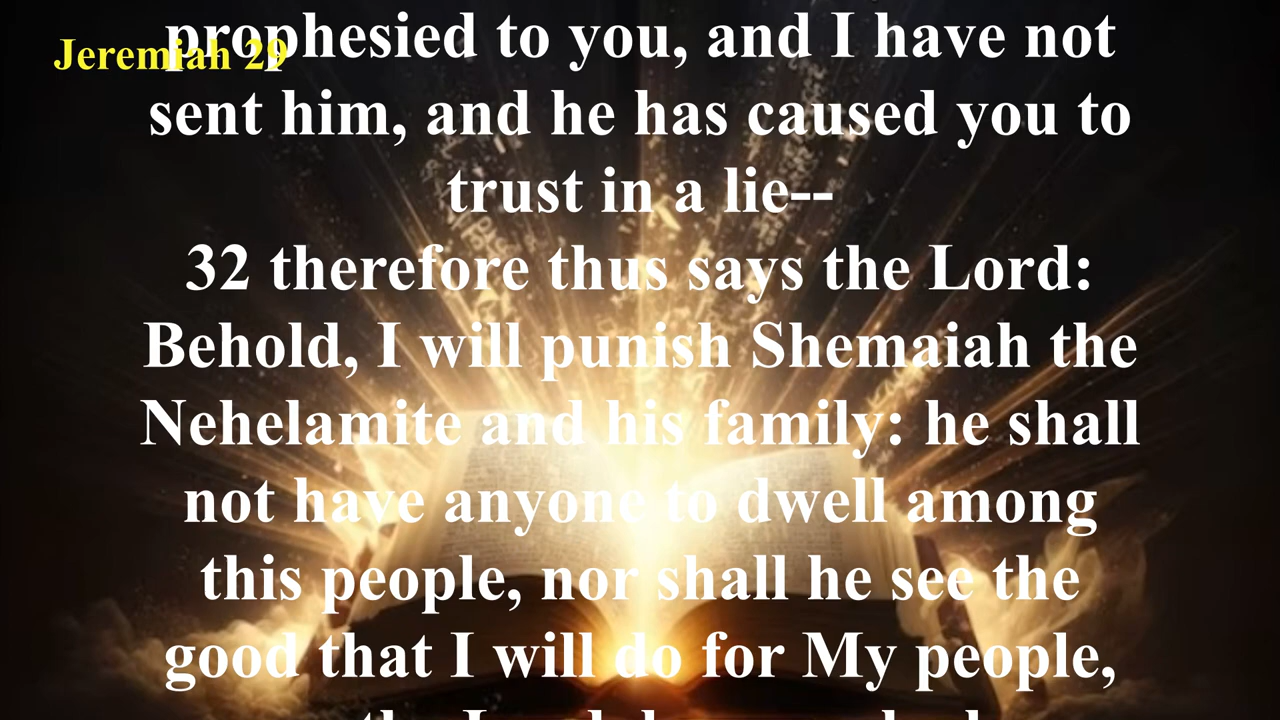 Jeremiah 29
prophesied to you, and I have not
sent him, and he has caused you to
trust in a lie--
32 therefore thus says the Lord:
Behold, I will punish Shemaiah the
Nehelamite and his family: he shall
not have anyone to dwell among
this people, nor shall he see the
good that I will do for My people,